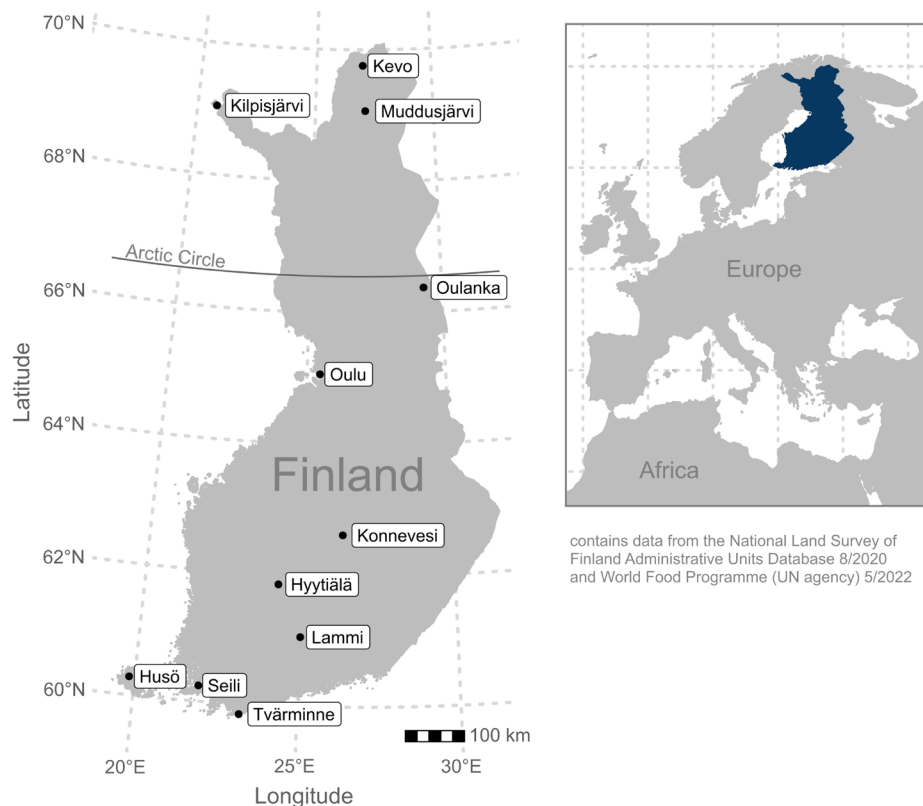 70°N
Kevo
Kilpisjärvi
Muddusjärvi
68°N
Arctic Circle
66°N
Oulanka
Oulu
Latitude
64°N
Finland
Konnevesi
62°N
Hyytiälä
Lammi
Husö
Seili
60°N
Tvärminne
100 km
20°E
25°E
30°E
Longitude
Europe
Africa
contains data from the National Land Survey of
Finland Administrative Units Database 8/2020
and World Food Programme (UN agency) 5/2022